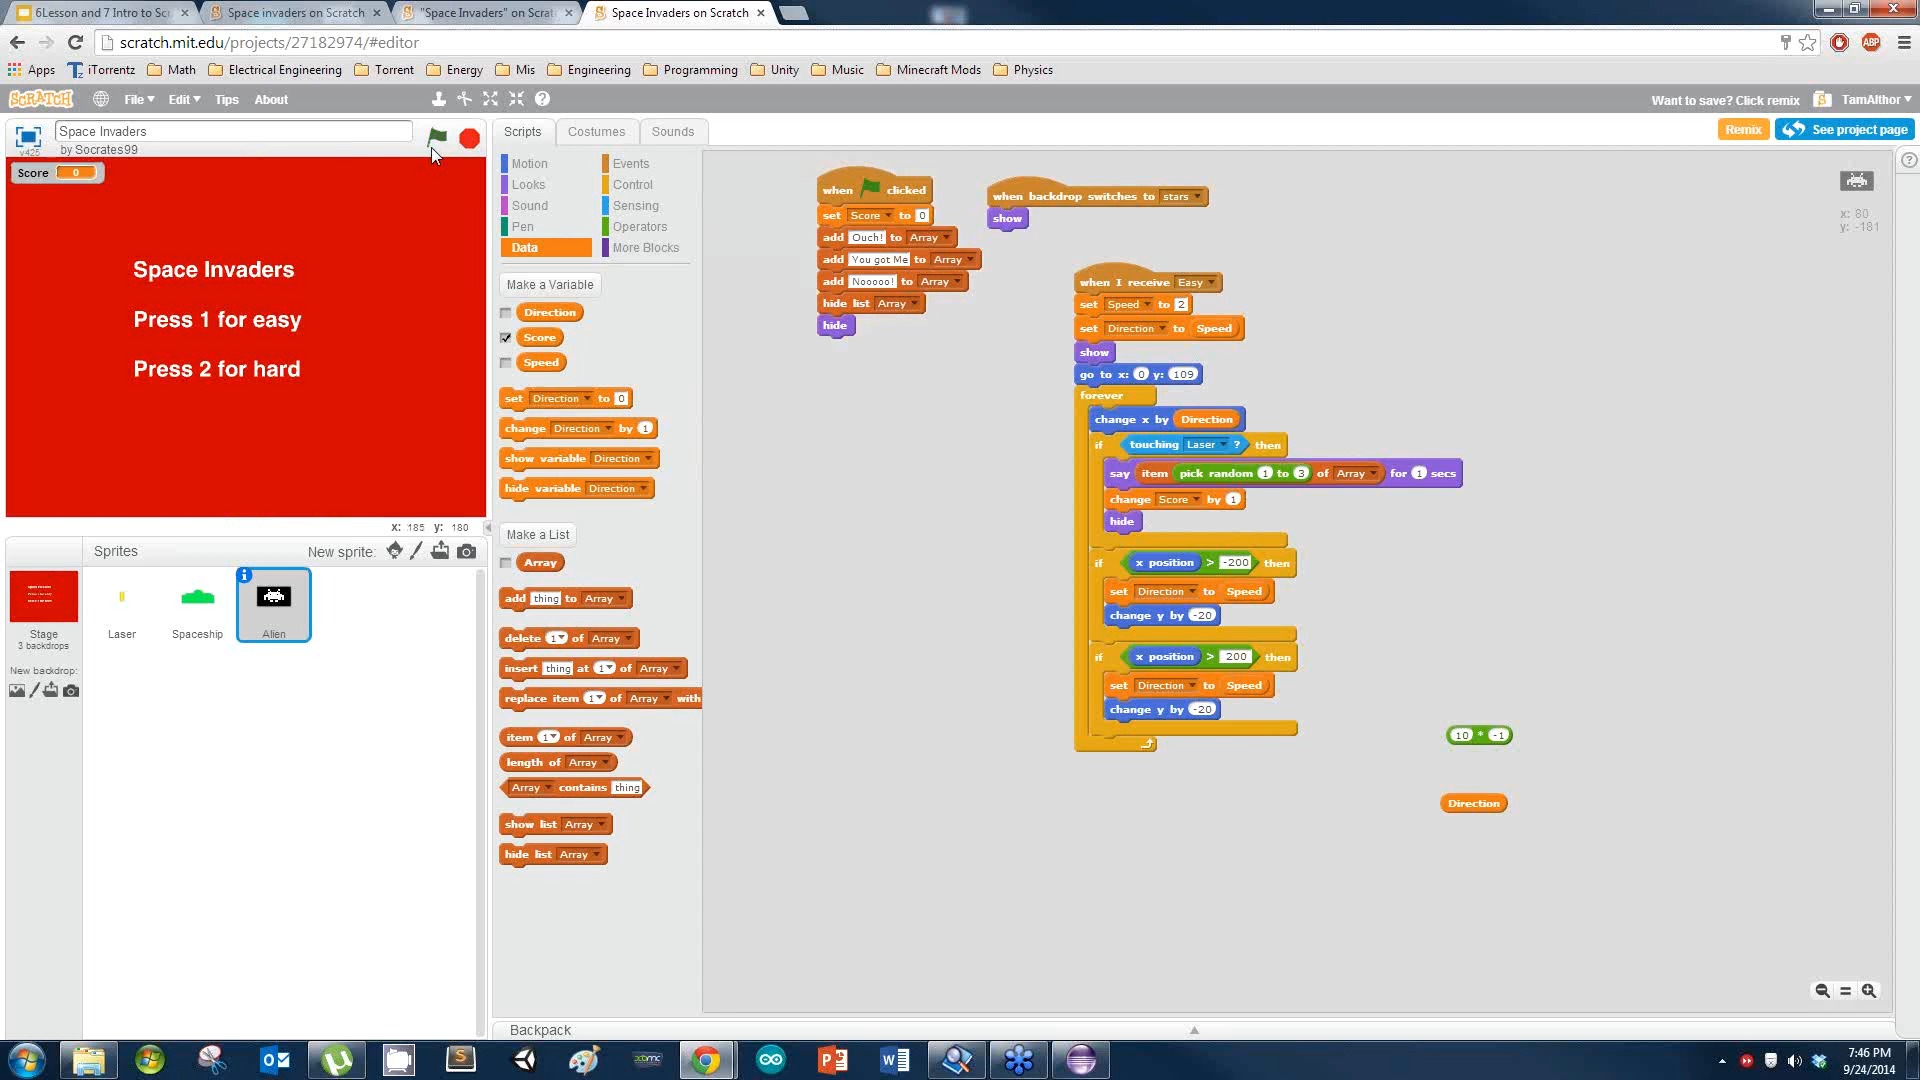 6Lesson and 7 Intro to Sc
Space invaders on Scratch
"Space Invaders" on Scrat
Space Invaders on Scratch
scratch.mit.edu/projects/27182974/#editor
ABP
Apps
iTorrentz
Math
Electrical Engineering
Torrent
Energy
Mis
Engineering
Programming
Unity
Music
Minecraft Mods
Physics
SCRATCH
File
Edit
Tips
About
Want to save? Click remix
TamAlthor
Space Invaders
by Socrates99
v425
Scripts
Costumes
Sounds
Remix
See project page
Score 0
Space Invaders
Press 1 for easy
Press 2 for hard
x: 185 y: 180
Sprites
New sprite:
Stage
3 backdrops
New backdrop:
Laser
Spaceship
Alien
Motion
Looks
Sound
Pen
Data
Events
Control
Sensing
Operators
More Blocks
Make a Variable
Direction
Score
Speed
set Direction to 0
change Direction by 1
show variable Direction
hide variable Direction
Make a List
Array
add thing to Array
delete 1 of Array
insert thing at 1 of Array
replace item 1 of Array with
item 1 of Array
length of Array
Array contains thing
show list Array
hide list Array
when clicked
set Score to 0
add Ouch! to Array
add You got Me to Array
add Nooooo! to Array
hide list Array
hide
when backdrop switches to stars
show
when I receive Easy
set Speed to 2
set Direction to Speed
show
go to x: 0 y: 109
forever
change x by Direction
if touching Laser ? then
say item pick random 1 to 3 of Array for 1 secs
change Score by 1
hide
if x position > -200 then
set Direction to Speed
change y by -20
if x position > 200 then
set Direction to Speed
change y by -20
10 * -1
Direction
x: 80
y: -181
Backpack
7:46 PM
9/24/2014